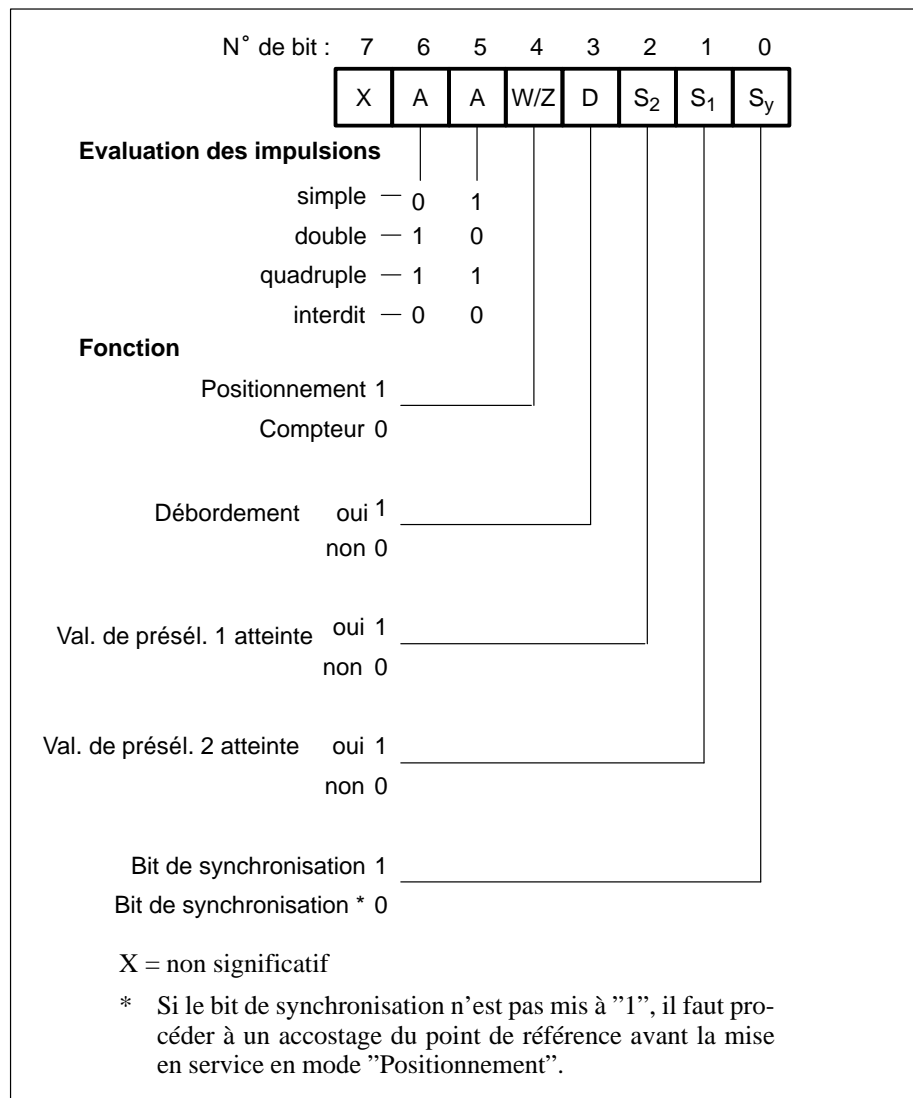 N° de bit : 7 6 5 4 3 2 1 0
X A A W/Z D S2 S1 Sy
Evaluation des impulsions
simple 0 1
double 1 0
quadruple 1 1
interdit 0 0
Fonction
Positionnement 1
Compteur 0
Débordement oui 1
non 0
Val. de présél. 1 atteinte oui 1
non 0
Val. de présél. 2 atteinte oui 1
non 0
Bit de synchronisation 1
Bit de synchronisation * 0
X = non significatif
* Si le bit de synchronisation n'est pas mis à ”1”, il faut pro-
céder à un accostage du point de référence avant la mise
en service en mode ”Positionnement”.